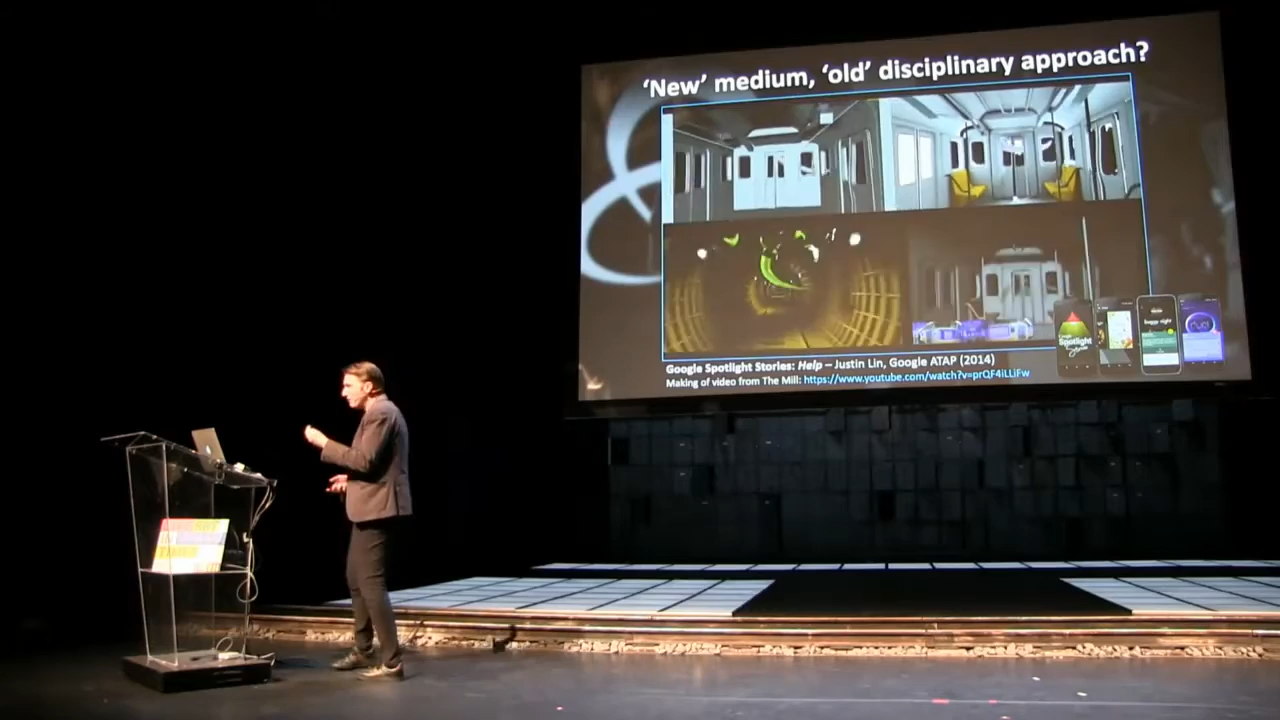 ‘New’ medium, ‘old’ disciplinary approach?
Spotlight
Google Spotlight Stories: Help – Justin Lin, Google ATAP (2014)
Making of video from The Mill: https://www.youtube.com/watch?v=prQF4iLLiFw